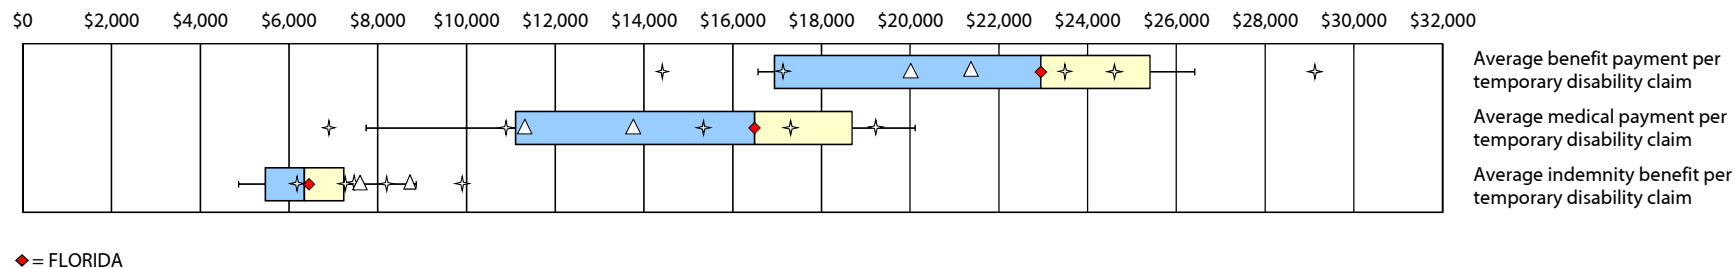 $0 $2,000 $4,000 $6,000 $8,000 $10,000 $12,000 $14,000 $16,000 $18,000 $20,000 $22,000 $24,000 $26,000 $28,000 $30,000 $32,000
Average benefit payment per
temporary disability claim
Average medical payment per
temporary disability claim
Average indemnity benefit per
temporary disability claim
= FLORIDA